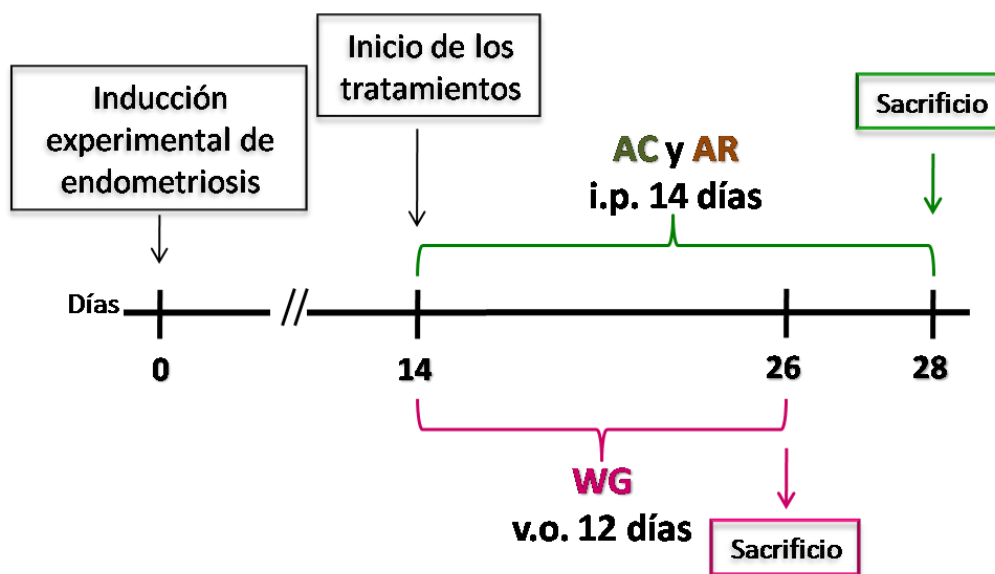 Inducción
experimental de
endometriosis
Inicio de los
tratamientos
Sacrificio
AC y AR
i.p. 14 días
Días
//
0
14
26
28
WG
v.o. 12 días
Sacrificio